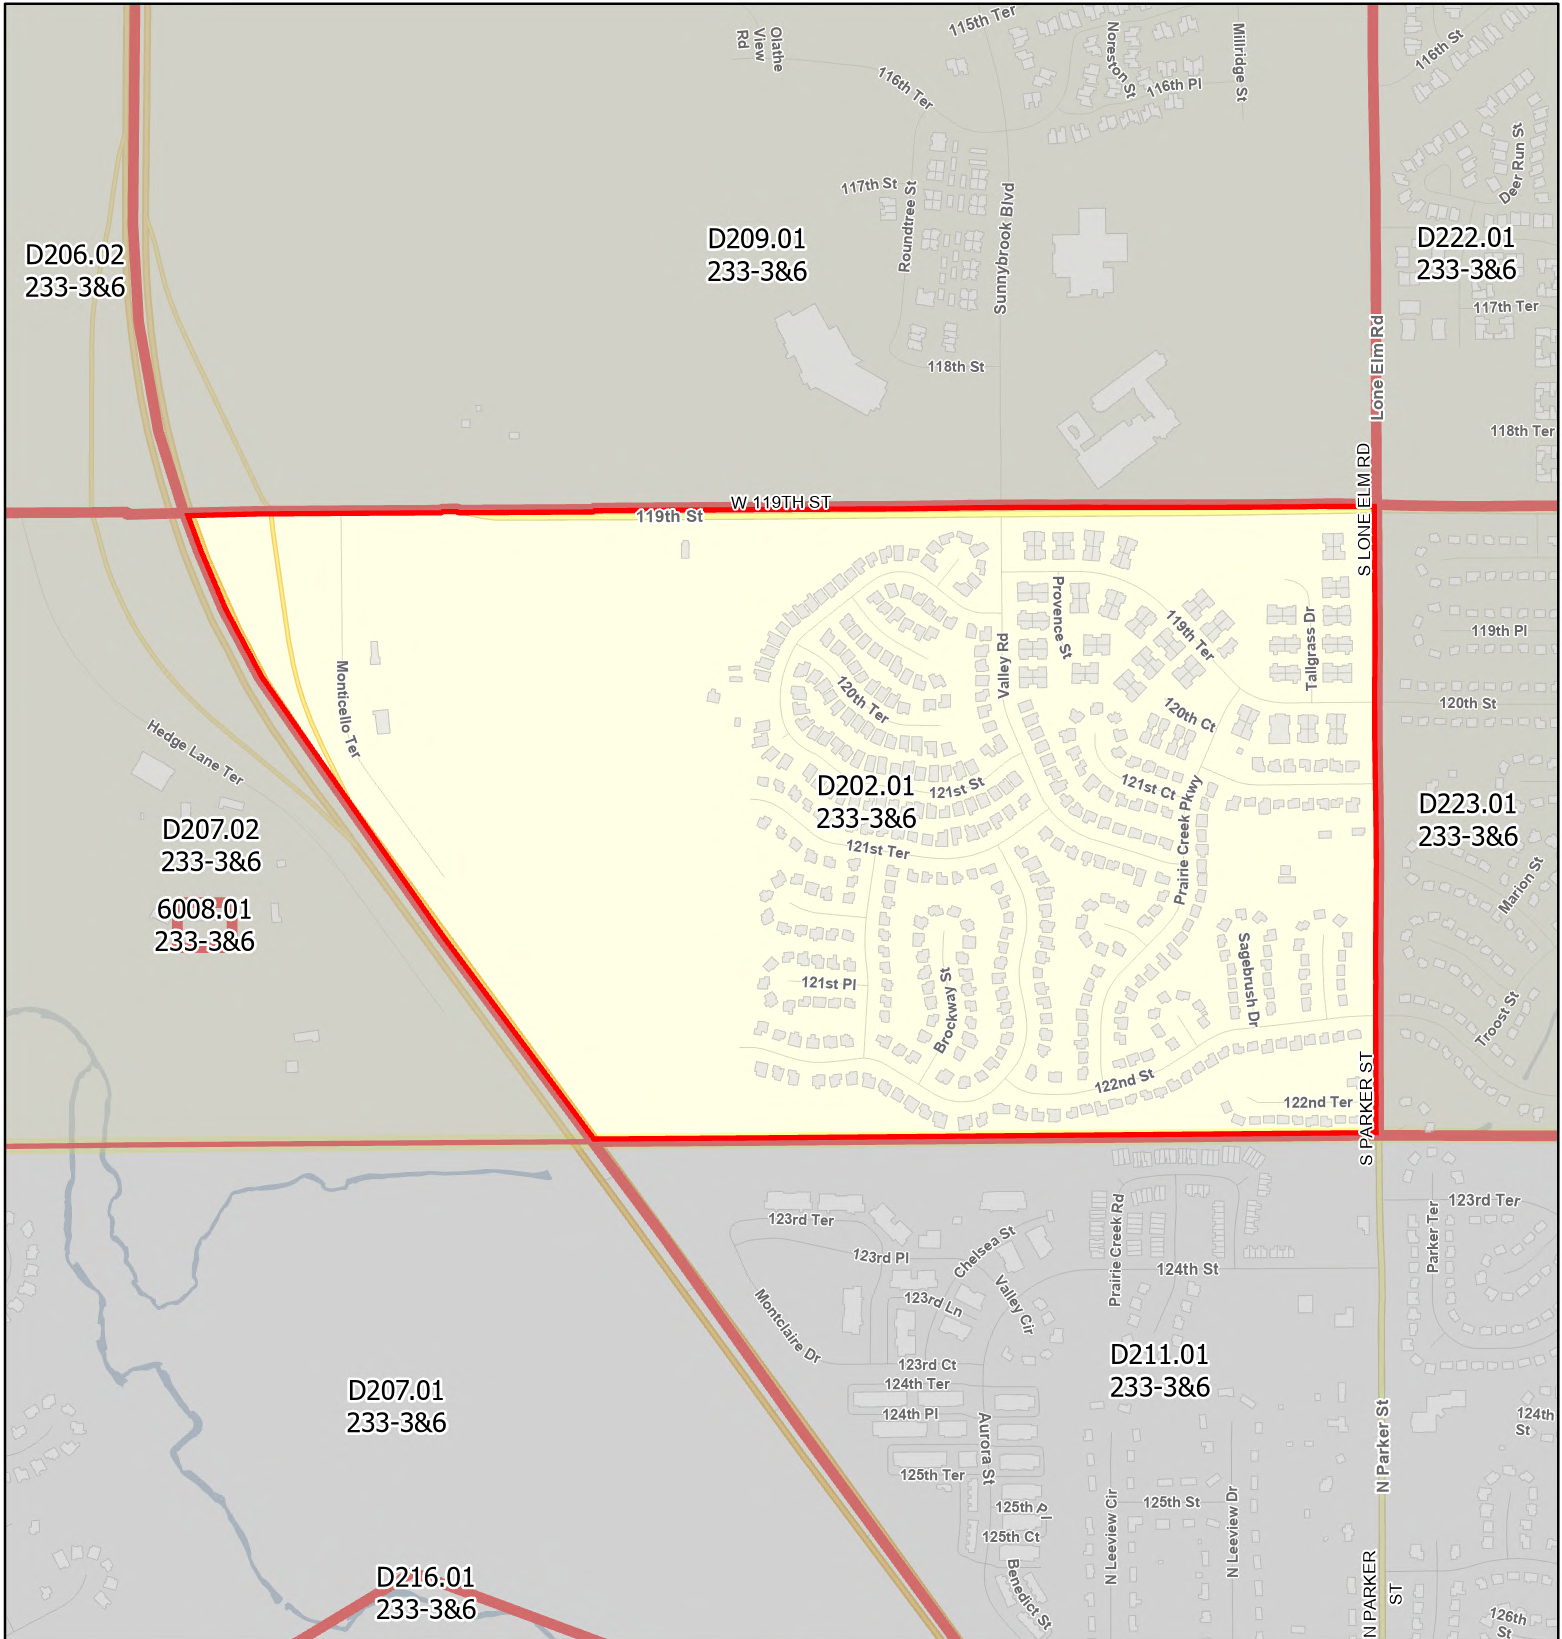 115th Ter
Olathe
View
Rd
Noreston St
Millridge St
116th St
116th Ter
116th Pl
Deer Run St
117th St
Roundtree St
Sunnybrook Blvd
D206.02
233-3&6
D209.01
233-3&6
D222.01
233-3&6
117th Ter
118th St
Lone Elm Rd
118th Ter
W 119TH ST
119th St
S LONE ELM RD
Provence St
119th Ter
Tallgrass Dr
119th Pl
Valley Rd
Monticello Ter
120th Ter
120th Ct
120th St
Hedge Lane Ter
D202.01
233-3&6
121st St
121st Ct
Prairie Creek Pkwy
D223.01
233-3&6
D207.02
233-3&6
121st Ter
Marion St
6008.01
233-3&6
Sagebrush Dr
121st Pl
Brockway St
Troost St
122nd St
122nd Ter
S PARKER ST
123rd Ter
Prairie Creek Rd
Parker Ter
123rd Ter
123rd Pl
Chelsea St
124th St
123rd Ln
Valley Cir
Montclaire Dr
D211.01
233-3&6
123rd Ct
124th Ter
D207.01
233-3&6
124th Pl
Aurora St
N Parker St
124th
St
125th Ter
125th Pl
125th St
N Leeview Cir
N Leeview Dr
125th Ct
D216.01
233-3&6
Benedict St
N PARKER
ST
126th
St